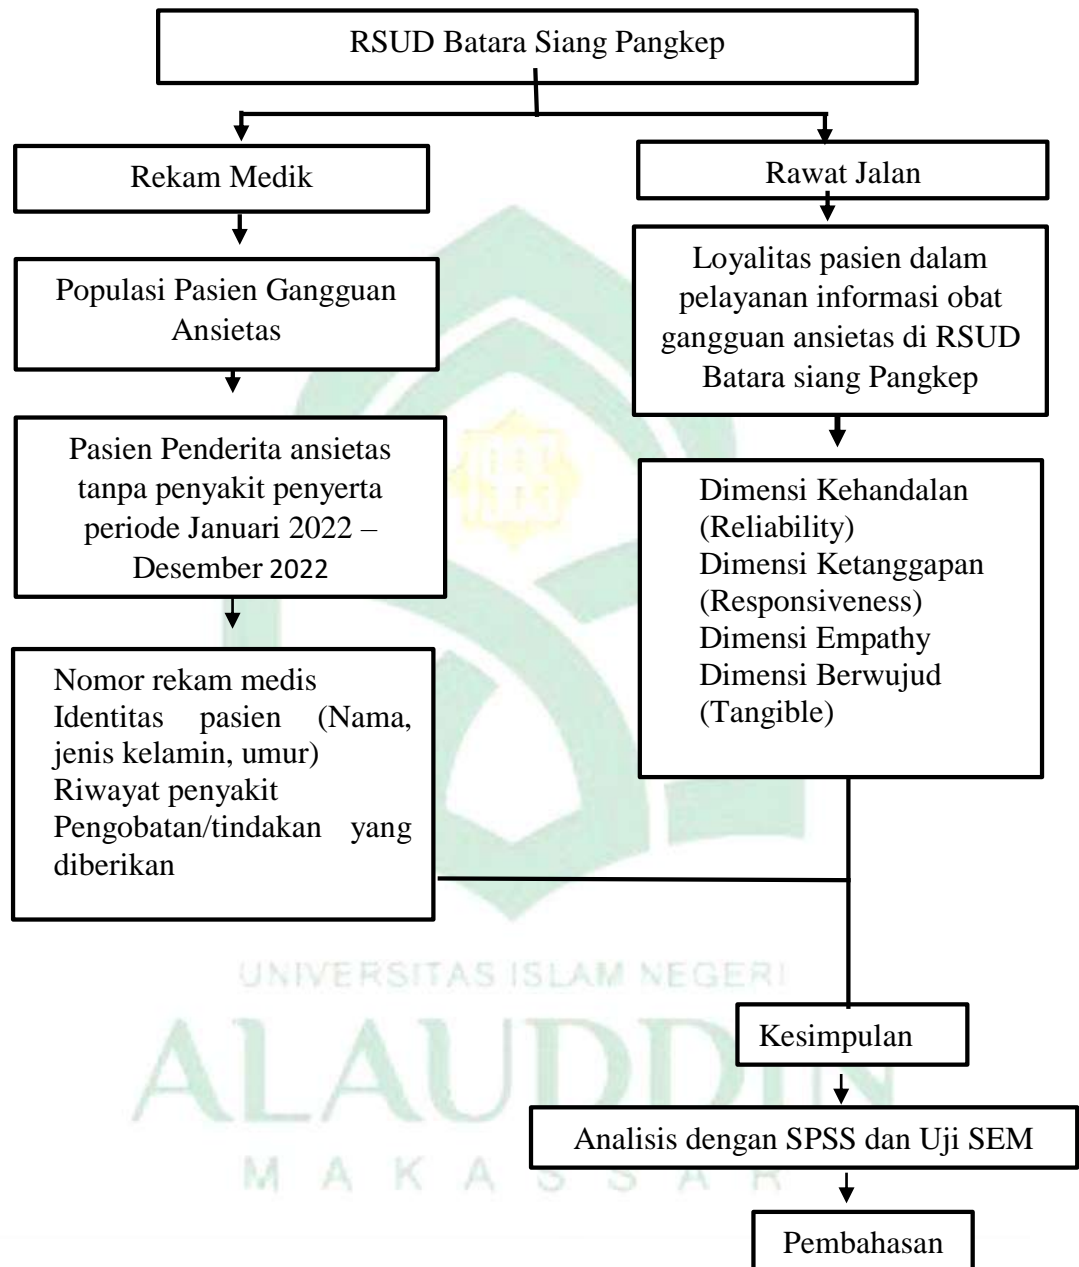 RSUD Batara Siang Pangkep
Rekam Medik
Rawat Jalan
Populasi Pasien Gangguan
Ansietas
Loyalitas pasien dalam
pelayanan informasi obat
gangguan ansietas di RSUD
Batara siang Pangkep
Pasien Penderita ansietas
tanpa penyakit penyerta
periode Januari 2022 –
Desember 2022
Dimensi Kehandalan
(Reliability)
Dimensi Ketanggapan
(Responsiveness)
Dimensi Empathy
Dimensi Berwujud
(Tangible)
Nomor rekam medis
Identitas pasien (Nama,
jenis kelamin, umur)
Riwayat penyakit
Pengobatan/tindakan yang
diberikan
UNIVERSITAS ISLAM NEGERI
ALAUDDIN
MAKASSAR
Kesimpulan
Analisis dengan SPSS dan Uji SEM
Pembahasan